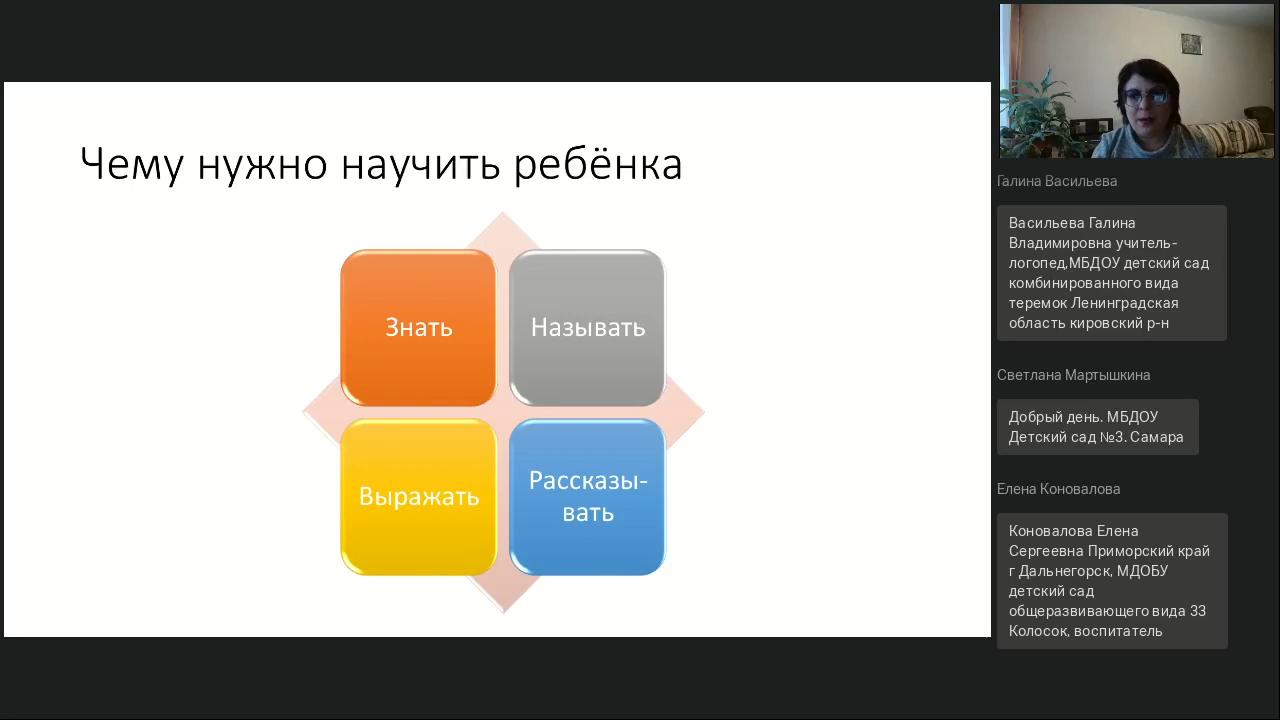 Чему нужно научить ребёнка
Знать
Называть
Выражать
Рассказы-
вать
Галина Васильева
Васильева Галина
Владимировна учитель-
логопед,МБДОУ детский сад
комбинированного вида
теремок Ленинградская
область кировский р-н
Светлана Мартышкина
Добрый день. МБДОУ
Детский сад №3. Самара
Елена Коновалова
Коновалова Елена
Сергеевна Приморский край
г Дальнегорск, МДОБУ
детский сад
общеразвивающего вида 33
Колосок, воспитатель